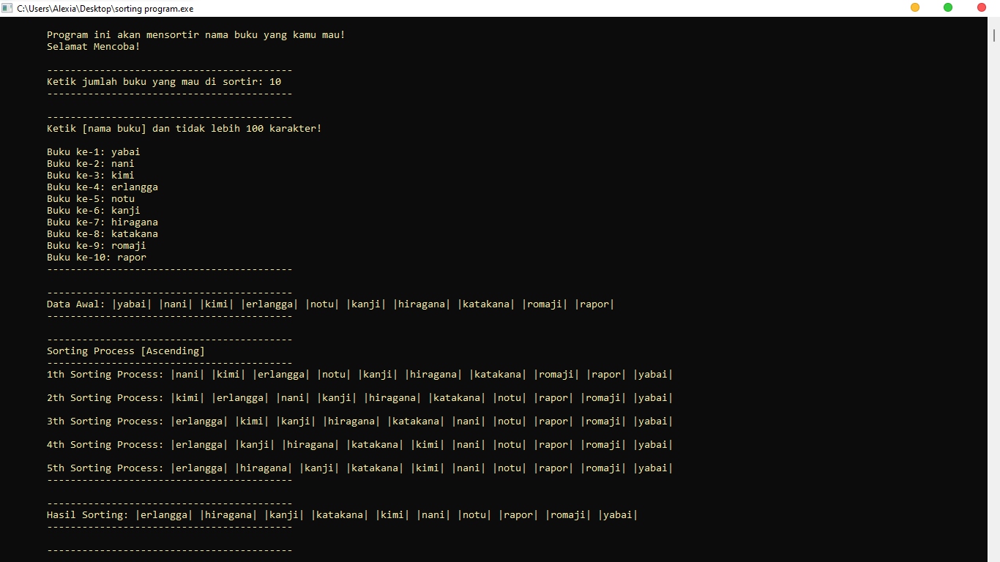 C:\Users\Alexia\Desktop\sorting program.exe
Program ini akan mensortir nama buku yang kamu mau!
Selamat Mencoba!
------------------------------------------
Ketik jumlah buku yang mau di sortir: 10
------------------------------------------
------------------------------------------
Ketik [nama buku] dan tidak lebih 100 karakter!
Buku ke-1: yabai
Buku ke-2: nani
Buku ke-3: kimi
Buku ke-4: erlangga
Buku ke-5: notu
Buku ke-6: kanji
Buku ke-7: hiragana
Buku ke-8: katakana
Buku ke-9: romaji
Buku ke-10: rapor
------------------------------------------
------------------------------------------
Data Awal: |yabai| |nani| |kimi| |erlangga| |notu| |kanji| |hiragana| |katakana| |romaji| |rapor|
------------------------------------------
------------------------------------------
Sorting Process [Ascending]
------------------------------------------
1th Sorting Process: |nani| |kimi| |erlangga| |notu| |kanji| |hiragana| |katakana| |romaji| |rapor| |yabai|
2th Sorting Process: |kimi| |erlangga| |nani| |kanji| |hiragana| |katakana| |notu| |rapor| |romaji| |yabai|
3th Sorting Process: |erlangga| |kimi| |kanji| |hiragana| |katakana| |nani| |notu| |rapor| |romaji| |yabai|
4th Sorting Process: |erlangga| |kanji| |hiragana| |katakana| |kimi| |nani| |notu| |rapor| |romaji| |yabai|
5th Sorting Process: |erlangga| |hiragana| |kanji| |katakana| |kimi| |nani| |notu| |rapor| |romaji| |yabai|
------------------------------------------
------------------------------------------
Hasil Sorting: |erlangga| |hiragana| |kanji| |katakana| |kimi| |nani| |notu| |rapor| |romaji| |yabai|
------------------------------------------
------------------------------------------